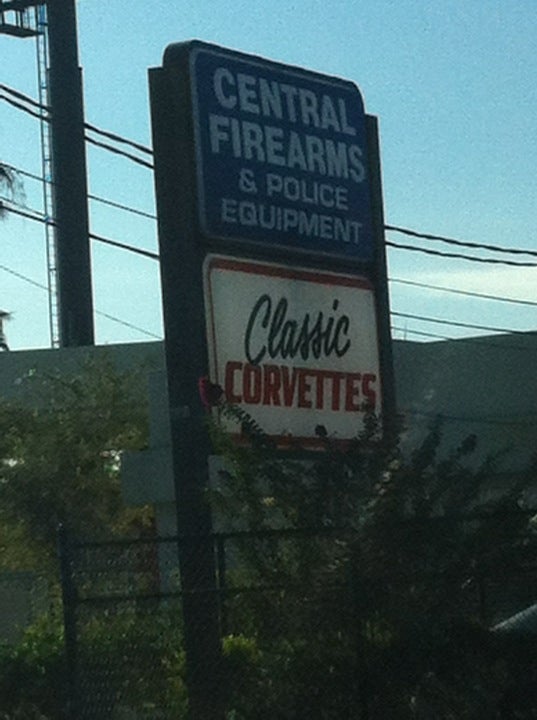 CENTRAL
FIREARMS
& POLICE
EQUIPMENT
Classic
CORVETTES